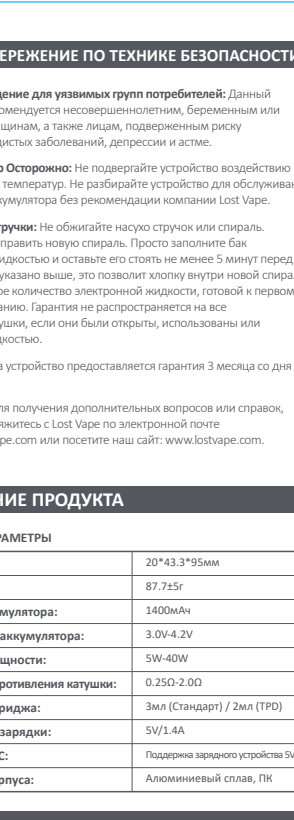 ЕРЕЖЕНИЕ ПО ТЕХНИКЕ БЕЗОПАСНОСТИ
дение для уязвимых групп потребителей: Данный
омендуется несовершеннолетним, беременным или
щинам, а также лицам, подверженным риску
дистых заболеваний, депрессии и астме.
р Осторожно: Не подвергайте устройство воздействию
температур. Не разбирайте устройство для обслуживан
кумулятора без рекомендации компании Lost Vape.
тручки: Не обжигайте насухо стручок или спираль.
править новую спираль. Просто заполните бак
идкостью и оставьте его стоять не менее 5 минут перед
указано выше, это позволит хлопку внутри новой спирал
ое количество электронной жидкости, готовой к первом
анию. Гарантия не распространяется на все
ушки, если они были открыты, использованы или
дкостью.
а устройство предоставляется гарантия 3 месяца со дня
ля получения дополнительных вопросов или справок,
яжитесь с Lost Vape по электронной почте
pe.com или посетите наш сайт: www.lostvape.com.
НИЕ ПРОДУКТА
РАМЕТРЫ
20*43.3*95мм
87.7±5г
мулятора: 1400мАч
аккумулятора: 3.0V-4.2V
щности: 5W-40W
ротивления катушки: 0.25Ω-2.0Ω
риджа: 3мл (Стандарт) / 2мл (TPD)
зарядки: 5V/1.4A
С: Поддержка зарядного устройства 5V
рпуса: Алюминиевый сплав, ПК